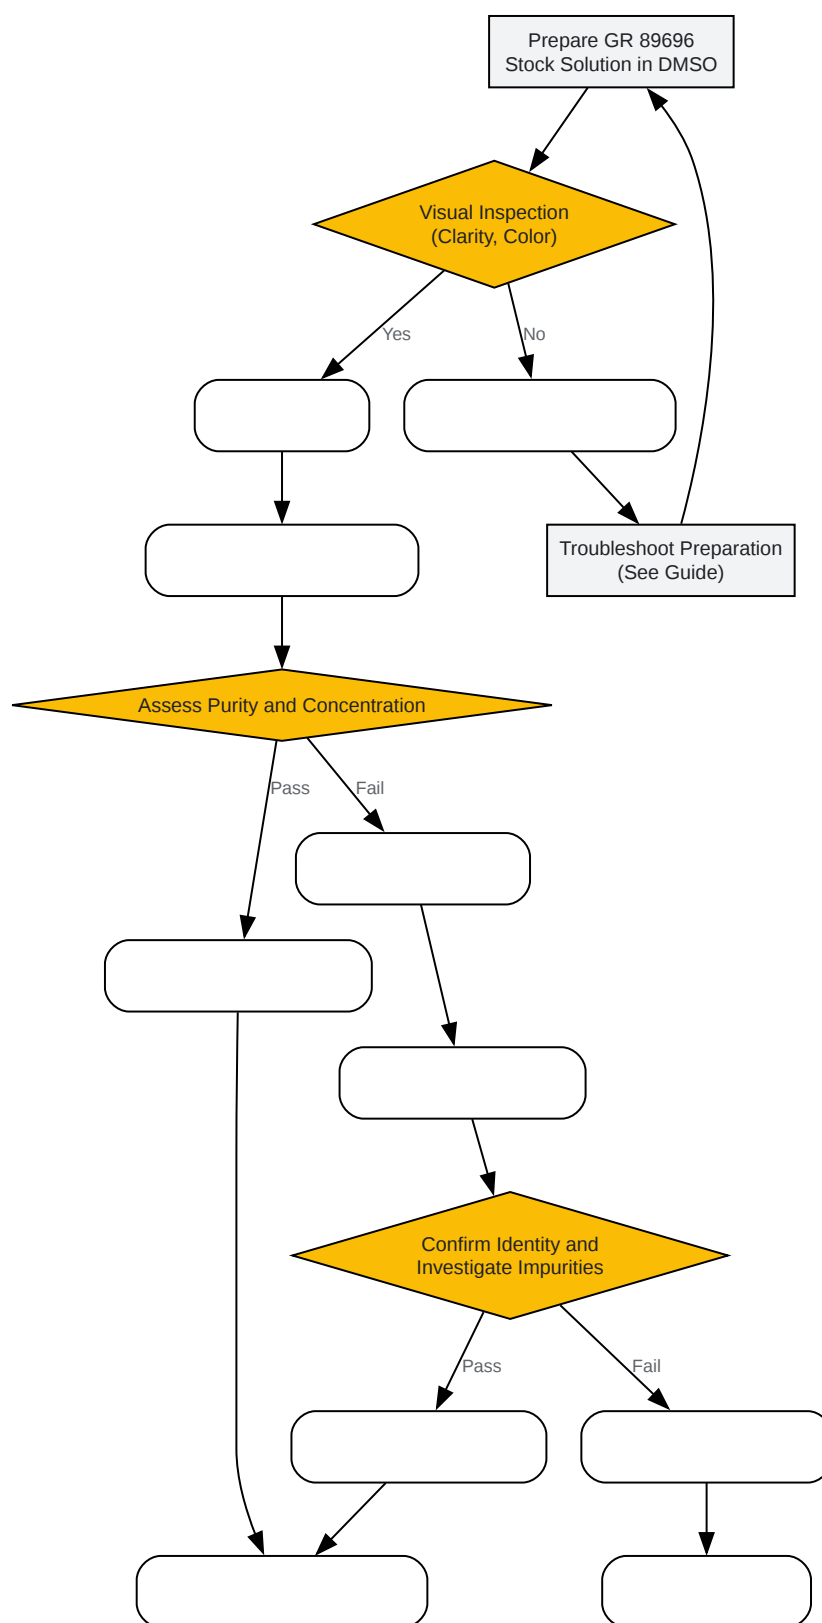 Prepare GR 89696
Stock Solution in DMSO
Visual Inspection
(Clarity, Color)
Yes
No
Troubleshoot Preparation
(See Guide)
Assess Purity and Concentration
Pass
Fail
Confirm Identity and
Investigate Impurities
Pass
Fail